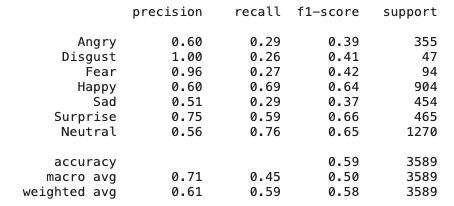 precision recall f1-score support
Angry 0.60 0.29 0.39 355
Disgust 1.00 0.26 0.41 47
Fear 0.96 0.27 0.42 94
Happy 0.60 0.69 0.64 904
Sad 0.51 0.29 0.37 454
Surprise 0.75 0.59 0.66 465
Neutral 0.56 0.76 0.65 1270
accuracy 0.59 3589
macro avg 0.71 0.45 0.50 3589
weighted avg 0.61 0.59 0.58 3589